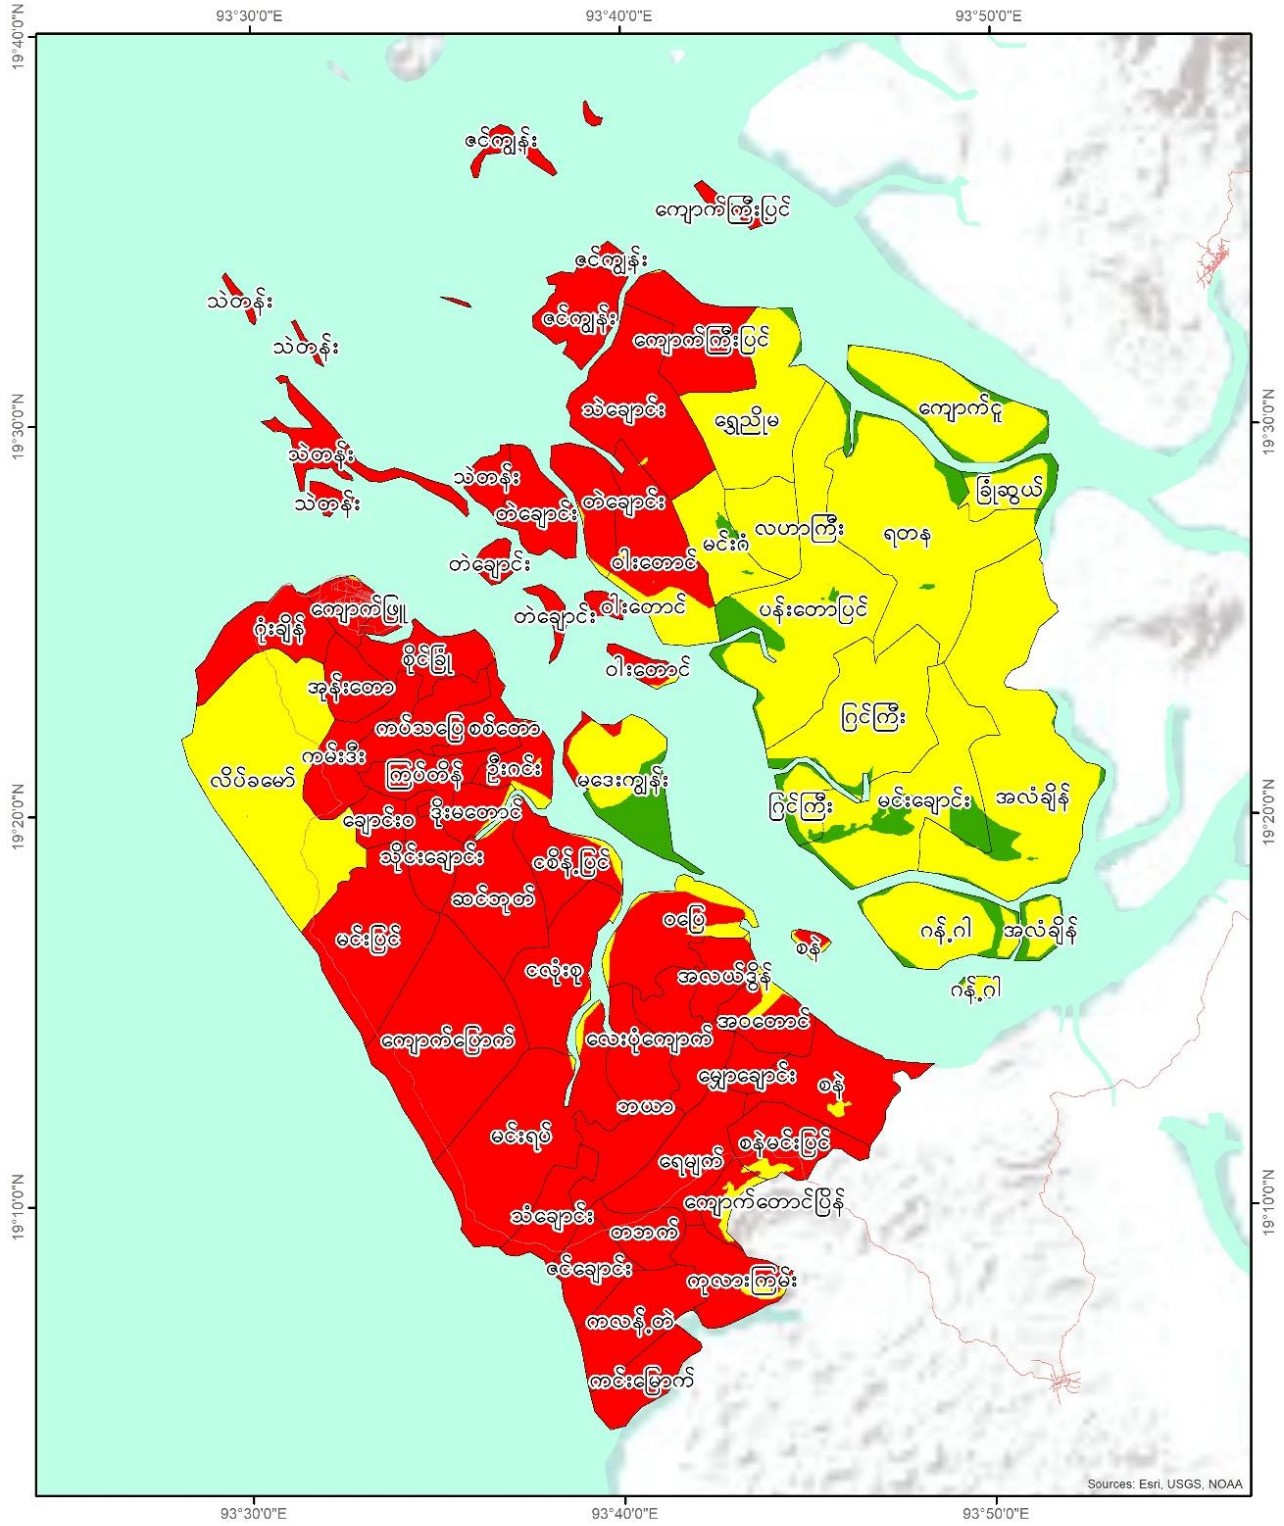 93°30'0"E 93°40'0"E 93°50'0"E
19°40'0"N
ဇင်ကျွန်း
ကျောက်ကြီးပြင်
ဇင်ကျွန်း
သဲတန်း
ဇင်ကျွန်း
ကျောက်ကြီးပြင်
သဲတန်း
သဲချောင်း
ရွှေညိုမ
ကျောက်ငူ
19°30'0"N 19°30'0"N
သဲတန်း
သဲတန်း
ခြုံဆွယ်
သဲတန်း
တဲချောင်း
တဲချောင်း
လဟာကြီး
ရတန
မင်းဂံ
တဲချောင်း
ဝါးတောင်
ကျောက်ဖြူ
တဲချောင်း
ဝါးတောင်
ပန်းတောပြင်
ဂုံးချိန်
စိုင်ခြုံ
ဝါးတောင်
အုန်းတော
ဂြင်ကြီး
ကပ်သပြေ
စစ်တော
ကမ်းဒီး
ကြပ်တိန်
ဦးဂင်း
လိပ်ခမော်
မဒေးကျွန်း
ဂြင်ကြီး
မင်းချောင်း
အလံချိန်
19°20'0"N 19°20'0"N
ချောင်းဝ
ဒိုးမတောင်
သိုင်းချောင်း
ငစိန့်ပြင်
ဆင်ဘုတ်
ဝပြေ
မင်းပြင်
စနဲ
ဂန့်ဂါ
အလံချိန်
ငလုံးစု
အလယ်ဒွိန်
ဂန့်ဂါ
ကျောက်ပြောက်
လေးပုံကျောက်
အဝတောင်
မျှောချောင်း
စနဲ
ဘယာ
မင်းရပ်
စနဲမင်းပြင်
ရေမျက်
ကျောက်တောင်ပြိန်
19°10'0"N 19°10'0"N
သံချောင်း
တဘက်
ဇင်ချောင်း
ကုလားကြမ်း
ကလန့်တဲ
ကင်းမြောက်
Sources: Esri, USGS, NOAA
93°30'0"E 93°40'0"E 93°50'0"E